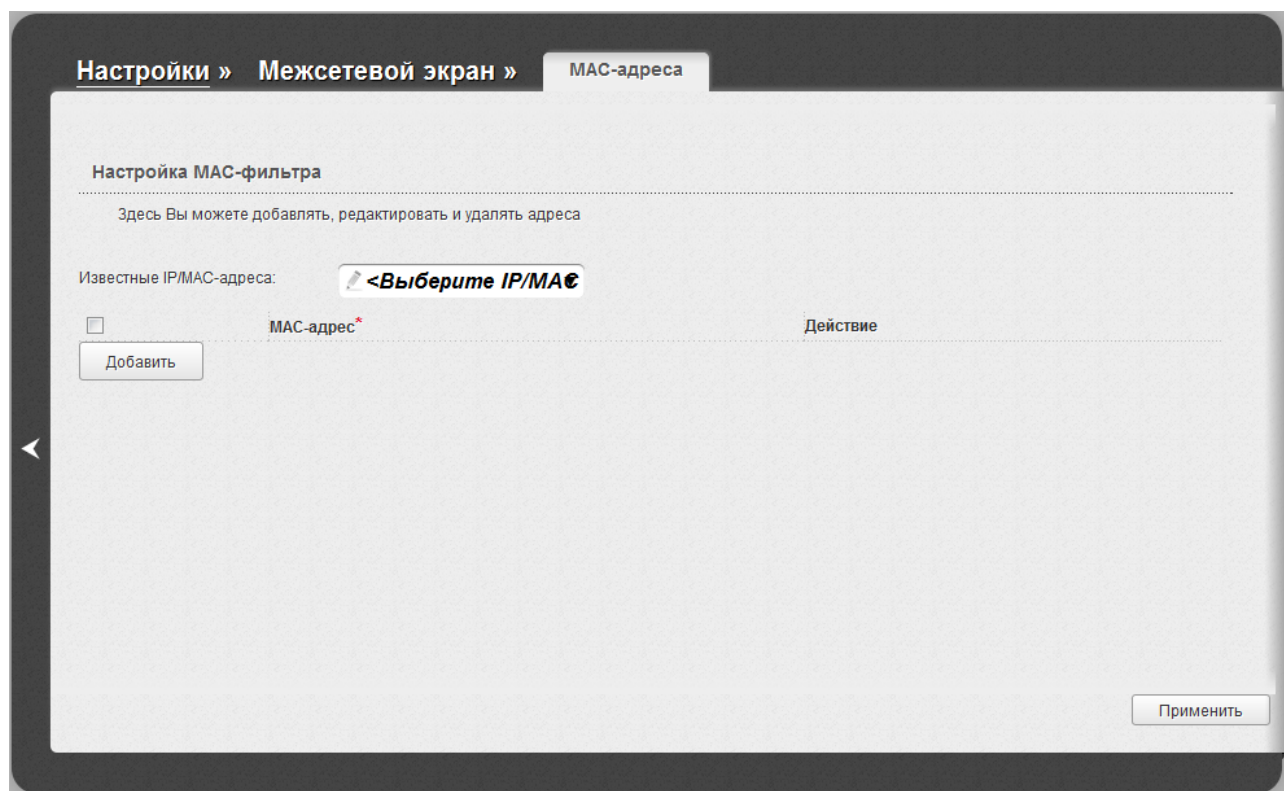 Настройки » Межсетевой экран » MAC-адреса
Настройка MAC-фильтра
Здесь Вы можете добавлять, редактировать и удалять адреса
Известные IP/MAC-адреса: <Выберите IP/MA
MAC-адрес* Действие
Добавить
Применить